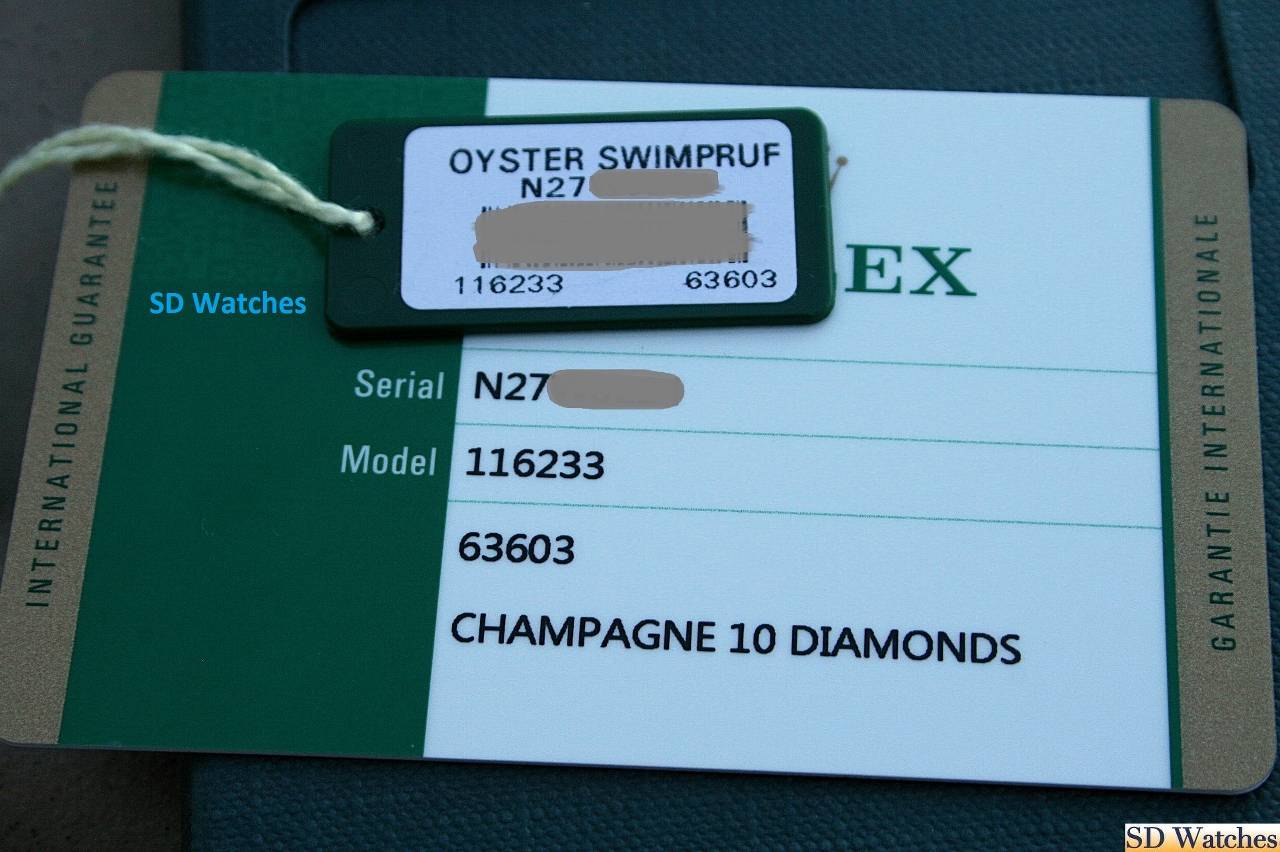 OYSTER SWIMPRUF
N27
116233 63603
EX
SD Watches
INTERNATIONAL GUARANTEE
GARANTIE INTERNATIONALE
Serial N27
Model 116233
63603
CHAMPAGNE 10 DIAMONDS
SD Watches